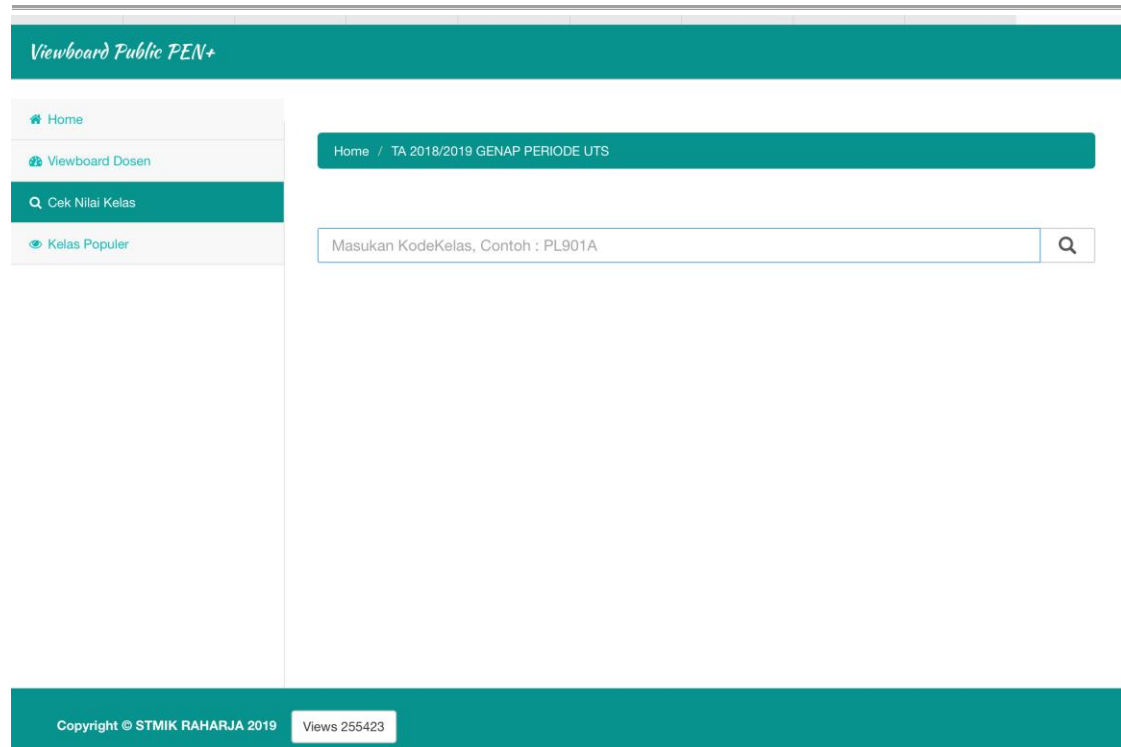 Viewboard Public PEN+
Home
Viewboard Dosen
Cek Nilai Kelas
Kelas Populer
Home / TA 2018/2019 GENAP PERIODE UTS
Masukan KodeKelas, Contoh : PL901A
Copyright © STMIK RAHARJA 2019
Views 255423